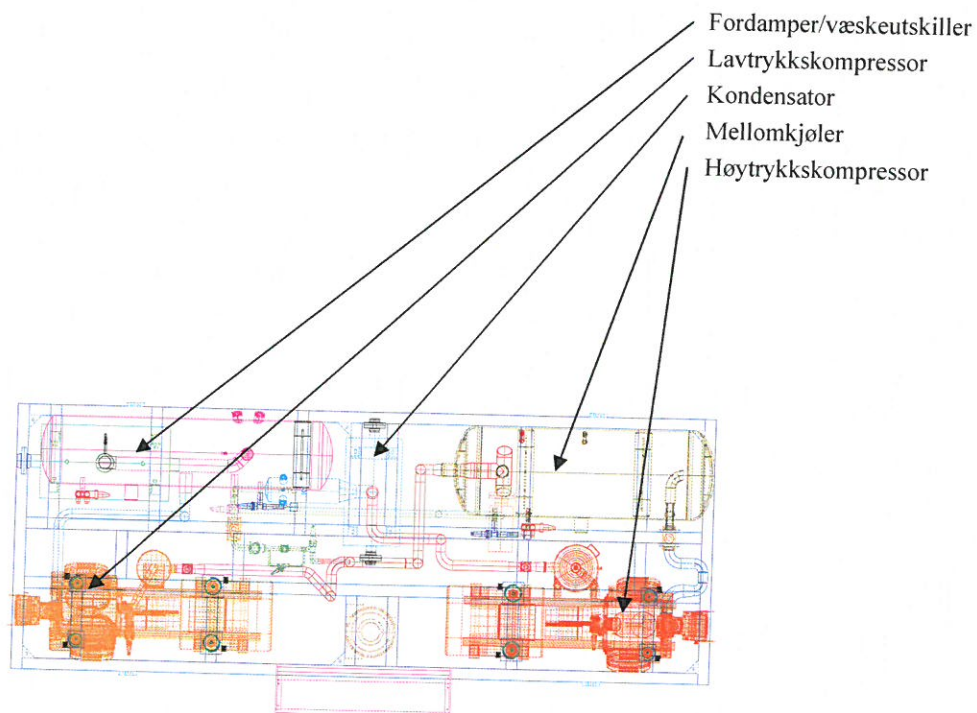 Fordamper/væskeutskiller
Lavtrykkskompressor
Kondensator
Mellomkjøler
Høytrykkskompressor